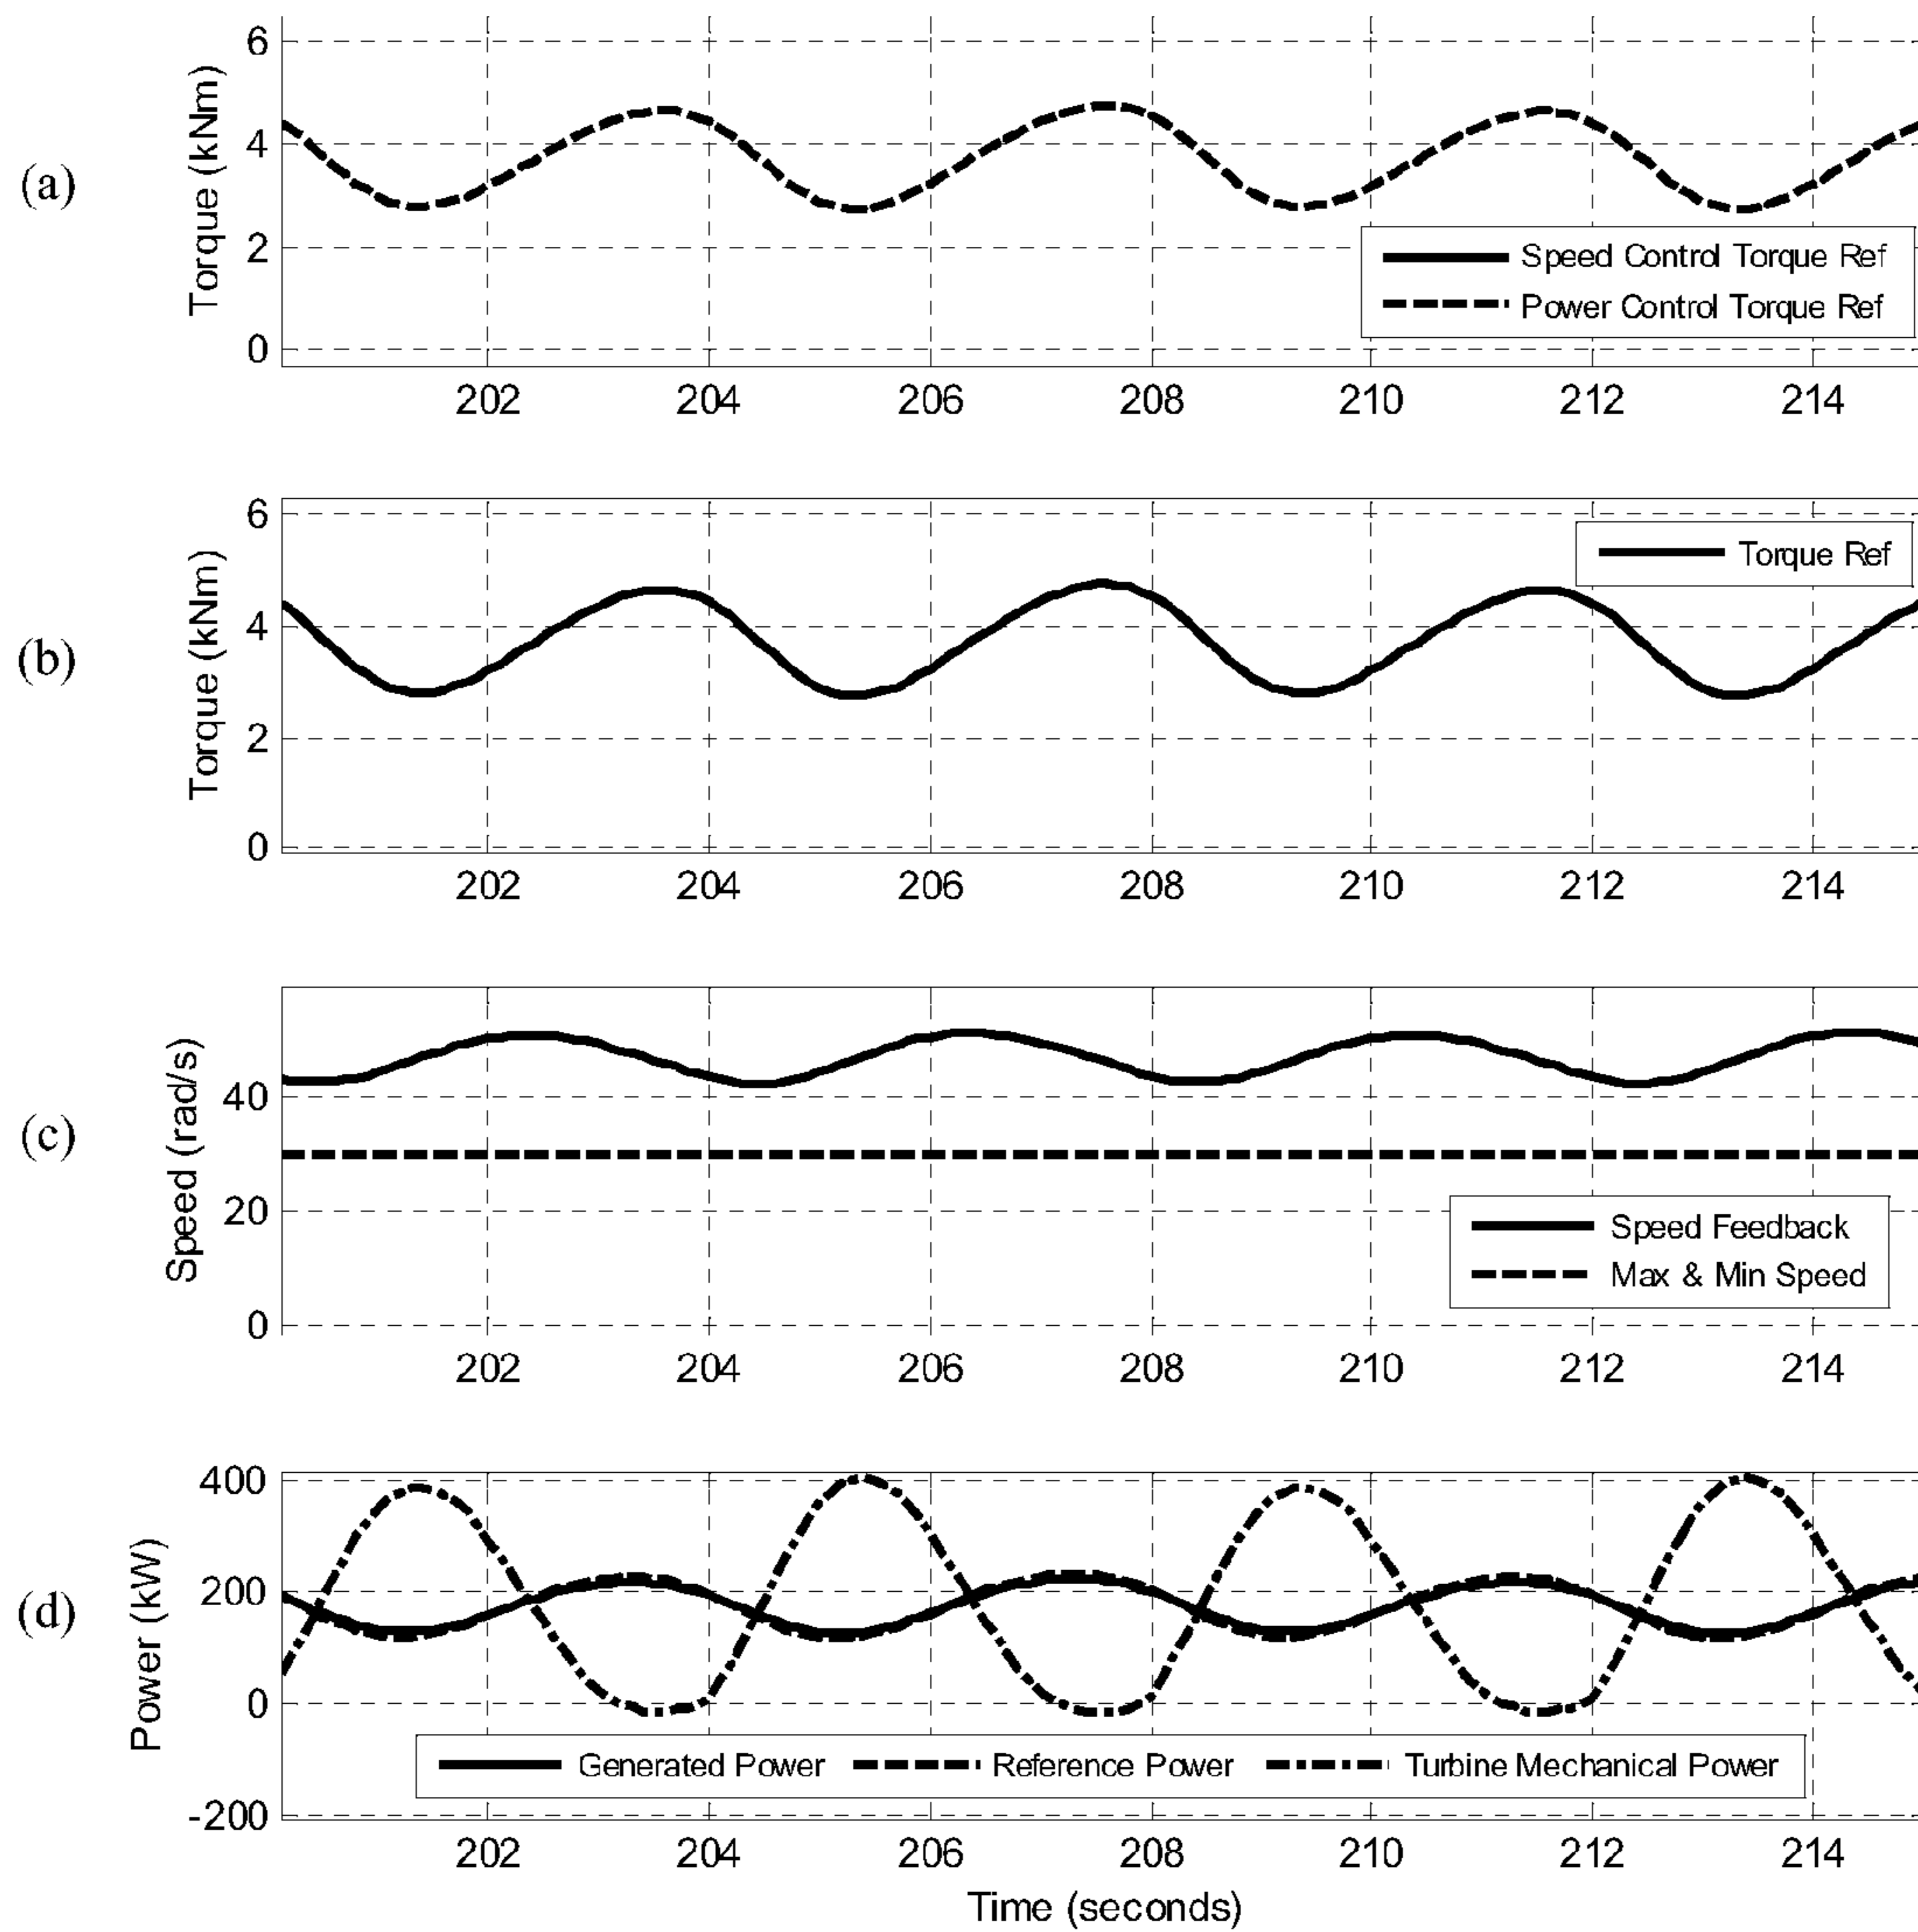 (a)
Torque (kNm)
6
4
2
0
Speed Control Torque Ref
Power Control Torque Ref
202 204 206 208 210 212 214
(b)
Torque (kNm)
6
4
2
0
Torque Ref
202 204 206 208 210 212 214
(c)
Speed (rad/s)
40
20
0
Speed Feedback
Max & Min Speed
202 204 206 208 210 212 214
(d)
Power (kW)
400
200
0
-200
Generated Power Reference Power Turbine Mechanical Power
202 204 206 208 210 212 214
Time (seconds)